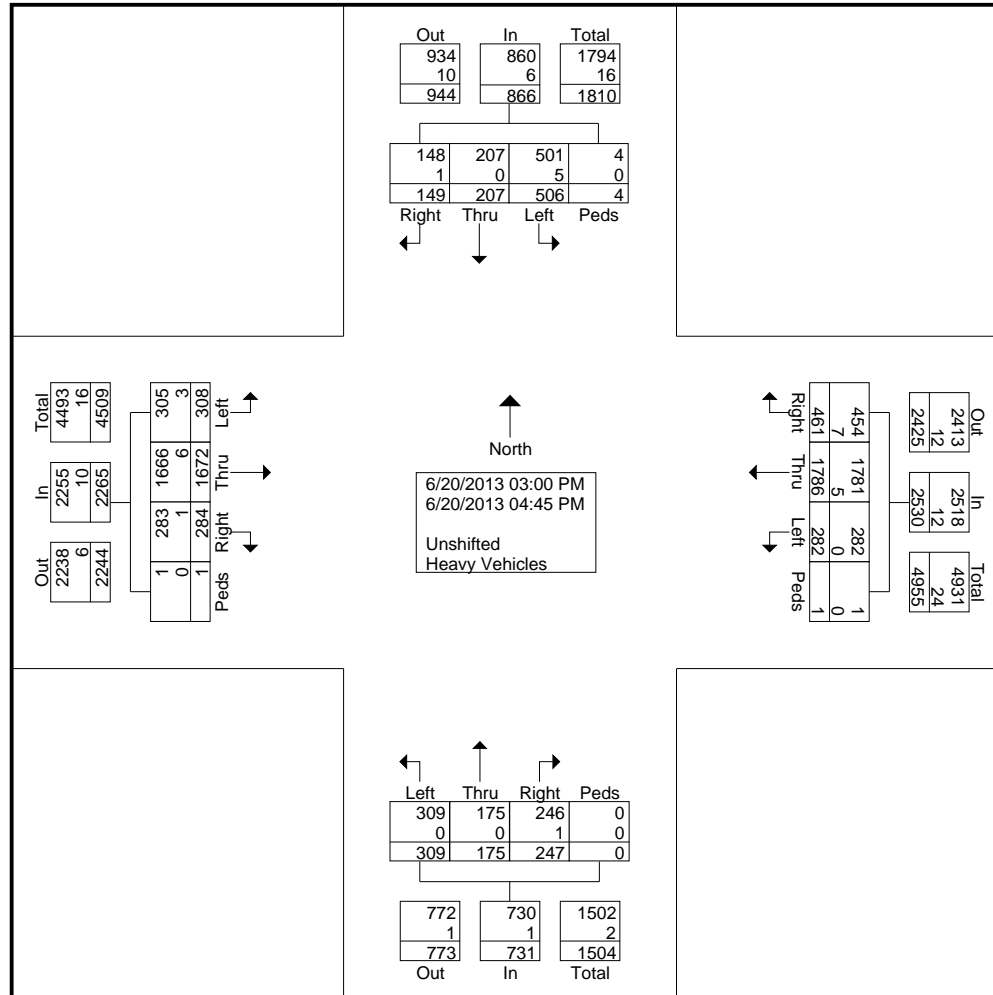 Out In Total
934 860 1794
10 6 16
944 866 1810
148 207 501 4
1 0 5 0
149 207 506 4
Right Thru Left Peds
Total
4493
16
4509
In
2255
10
2265
Out
2238
6
2244
305 3 308 Left
1666 6 1672 Thru
283 1 284 Right
1 0 1 Peds
North
6/20/2013 03:00 PM
6/20/2013 04:45 PM
Unshifted
Heavy Vehicles
Right 461 7 454
Thru 1786 5 1781
Left 282 0 282
Peds 1 0 1
Out
2413
12
2425
In
2518
12
2530
Total
4931
24
4955
Left Thru Right Peds
309 175 246 0
0 0 1 0
309 175 247 0
772 730 1502
1 1 2
773 731 1504
Out In Total